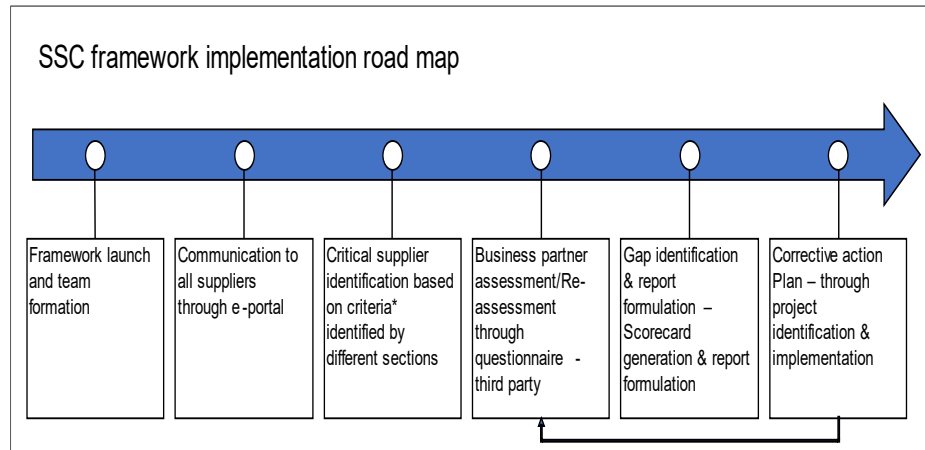 SSC framework implementation road map
Framework launch
and team
formation
Communication to
all suppliers
through e-portal
Critical supplier
identification based
on criteria*
identified by
different sections
Business partner
assessment/Re-
assessment
through
questionnaire -
third party
Gap identification
& report
formulation –
Scorecard
generation & report
formulation
Corrective action
Plan – through
project
identification &
implementation